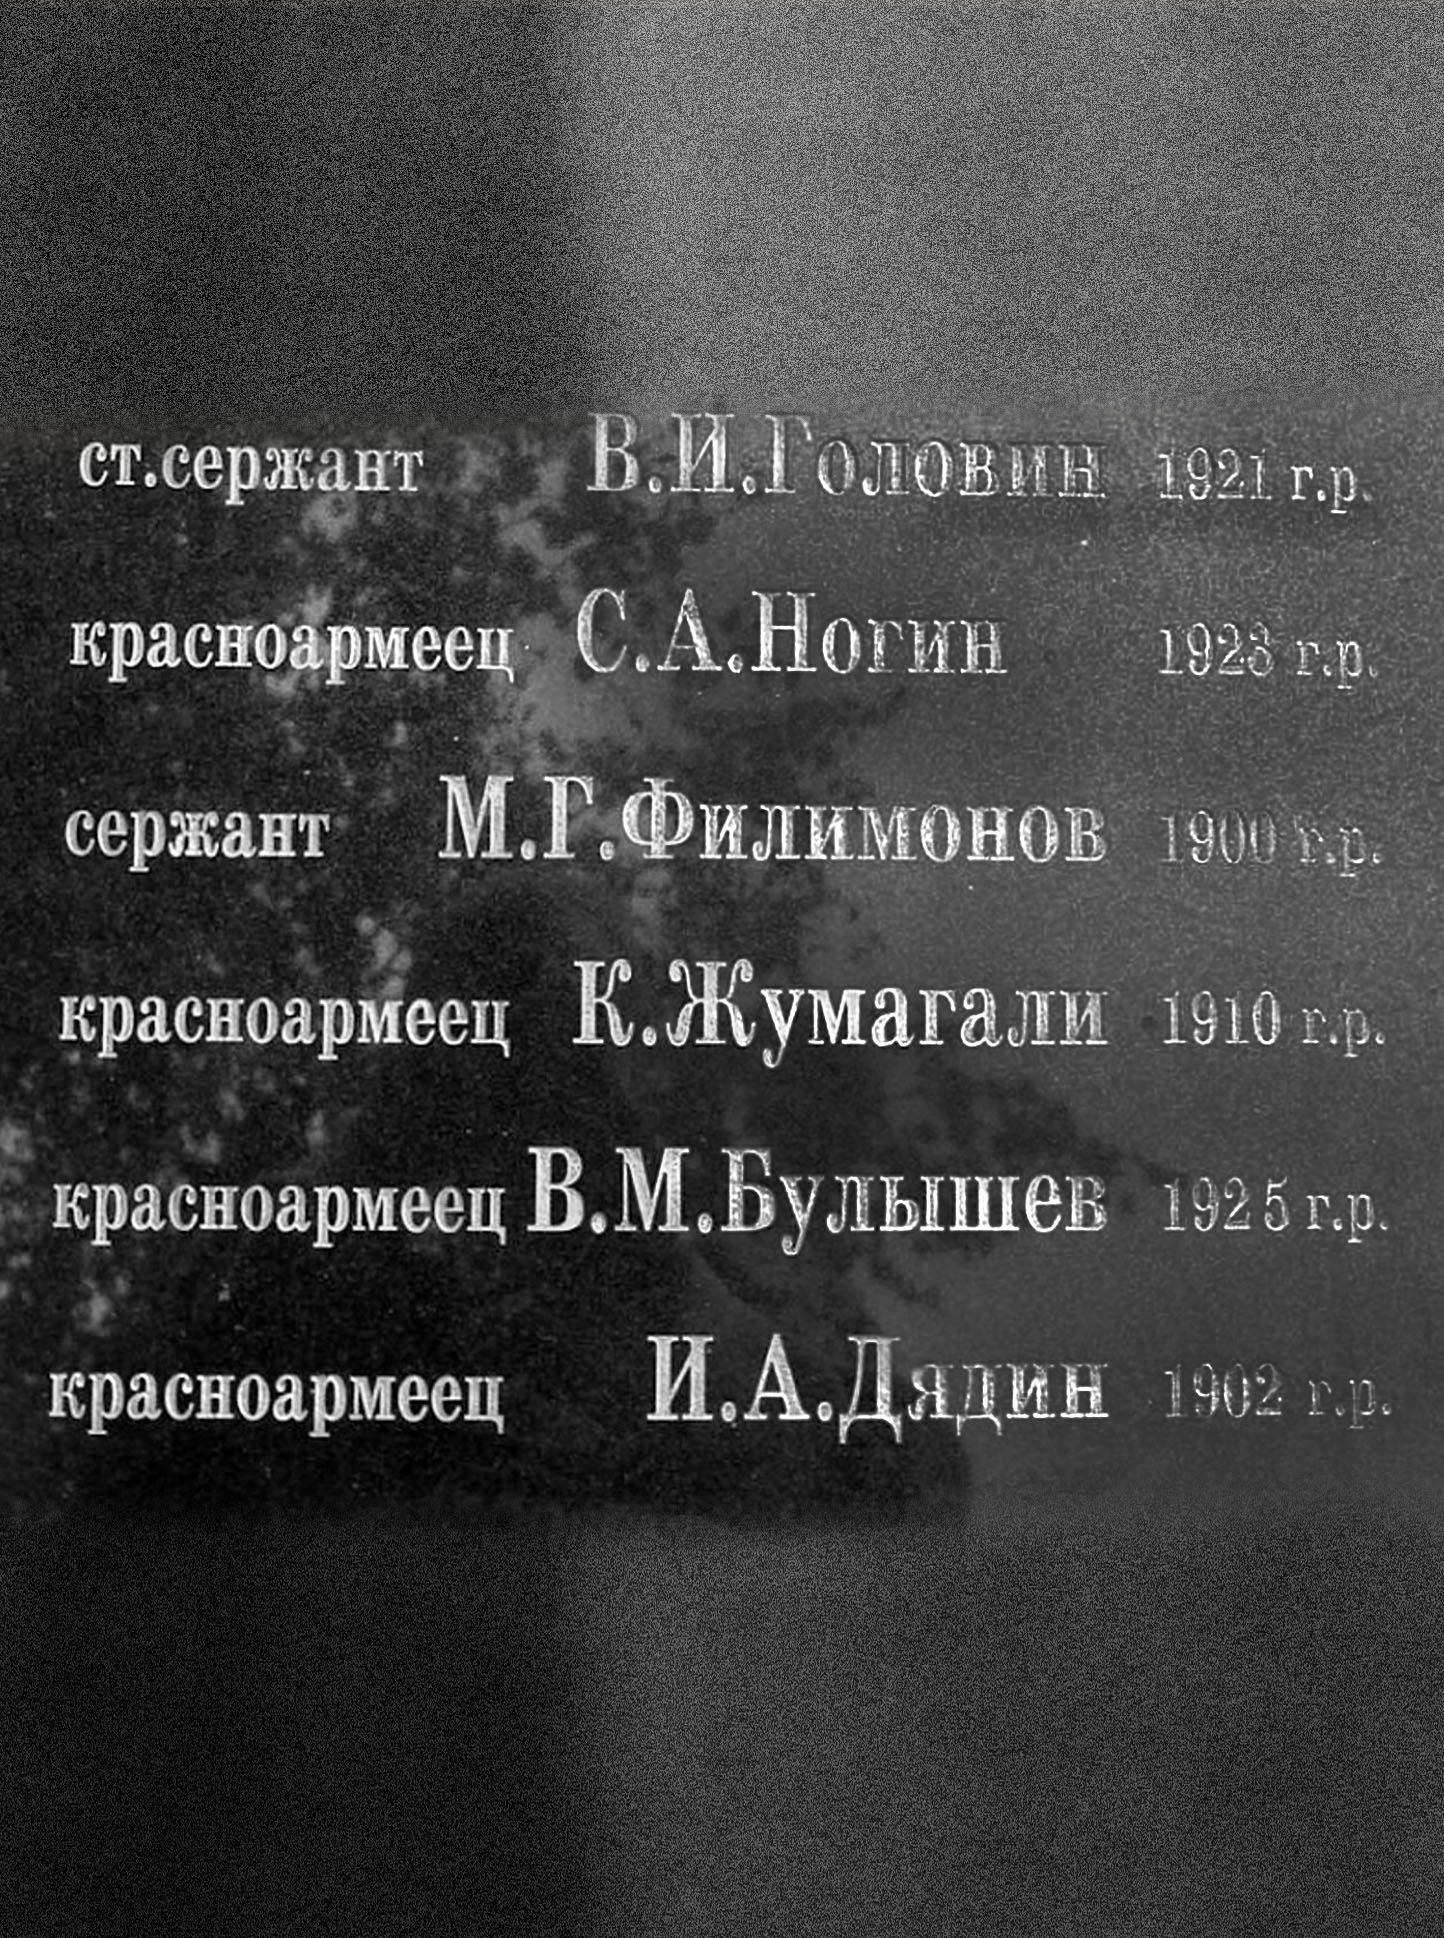 ст.сержант В.И.Головин 1921 г.р.
красноармеец С.А.Ногин 1923 г.р.
сержант М.Г.Филимонов 1900 г.р.
красноармеец К.Жумагали 1910 г.р.
красноармеец В.М.Булышев 1925 г.р.
красноармеец И.А.Дядин 1902 г.р.